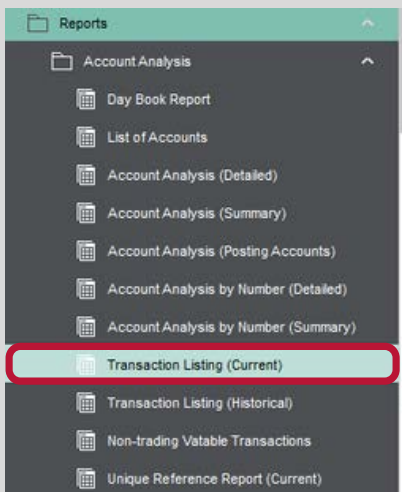 Reports
Account Analysis
Day Book Report
List of Accounts
Account Analysis (Detailed)
Account Analysis (Summary)
Account Analysis (Posting Accounts)
Account Analysis by Number (Detailed)
Account Analysis by Number (Summary)
Transaction Listing (Current)
Transaction Listing (Historical)
Non-trading Vatable Transactions
Unique Reference Report (Current)